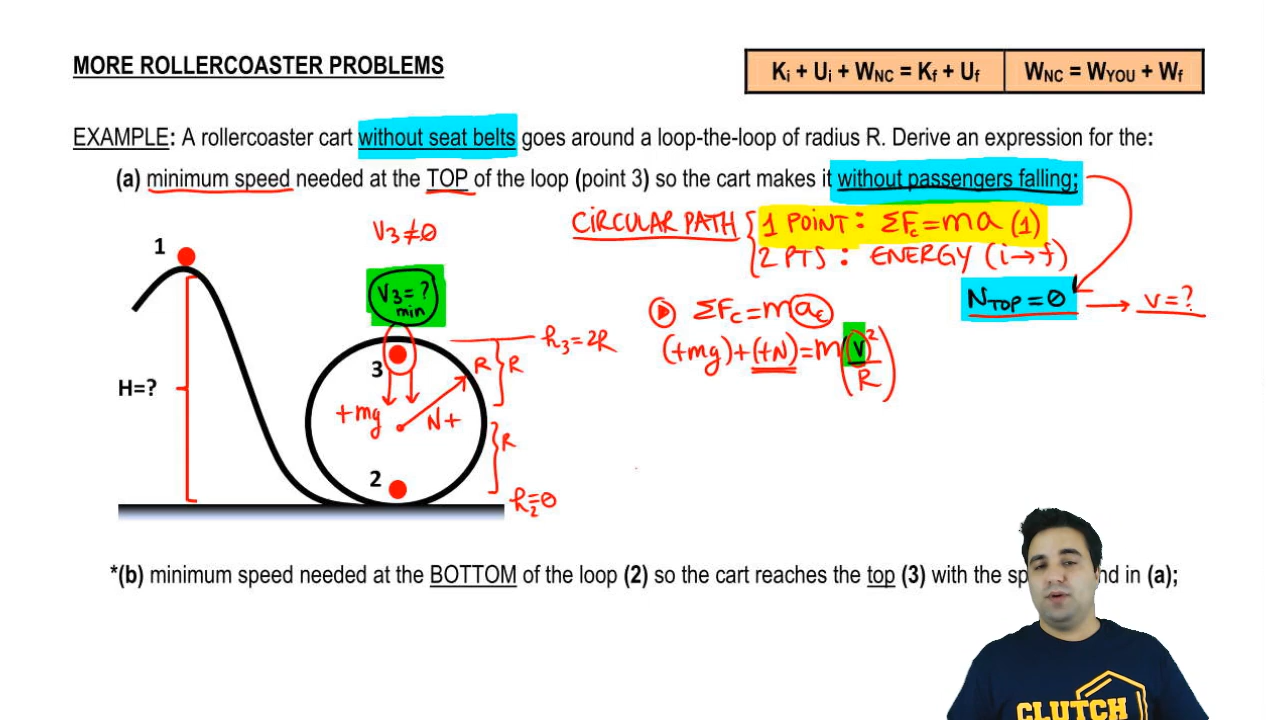 MORE ROLLERCOASTER PROBLEMS
Ki + Ui + WNC = Kf + Uf
WNC = WYOU + Wf
EXAMPLE: A rollercoaster cart without seat belts goes around a loop-the-loop of radius R. Derive an expression for the:
(a) minimum speed needed at the TOP of the loop (point 3) so the cart makes it without passengers falling;
CIRCULAR PATH
1 POINT: ΣFc=ma (1)
2 PTS: ENERGY (i→f)
V3≠0
1
V3=?
min
NTOP=0 → V=?
ΣFc=mac
(+mg)+(+N)=m(v²/R)
h3=2R
3
R
R
H=?
+mg
N+
R
2
h2=0
*(b) minimum speed needed at the BOTTOM of the loop (2) so the cart reaches the top (3) with the in (a);
CLUTCH